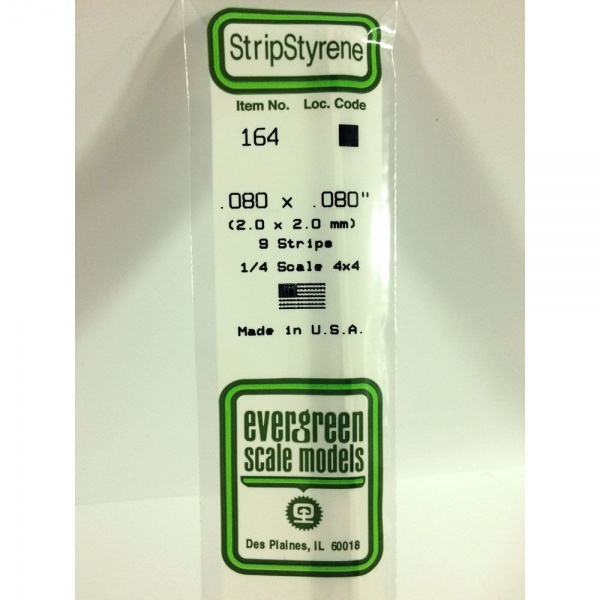 StripStyrene
Item No. Loc. Code
164
.080 x .080"
(2.0 x 2.0 mm)
9 Strips
1/4 Scale 4x4
Made in U.S.A.
evergreen
scale models
Des Plaines, IL 60018